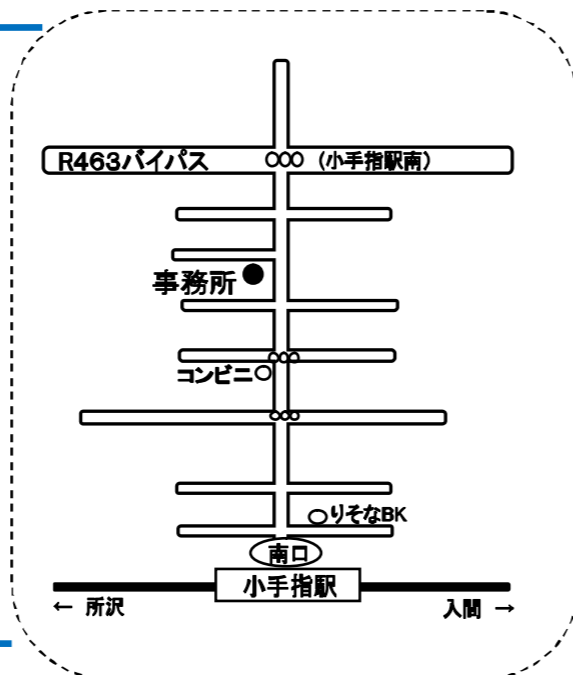 R463バイパス
(小手指駅南)
事務所
コンビニ
りそなBK
南口
小手指駅
← 所沢
入間 →